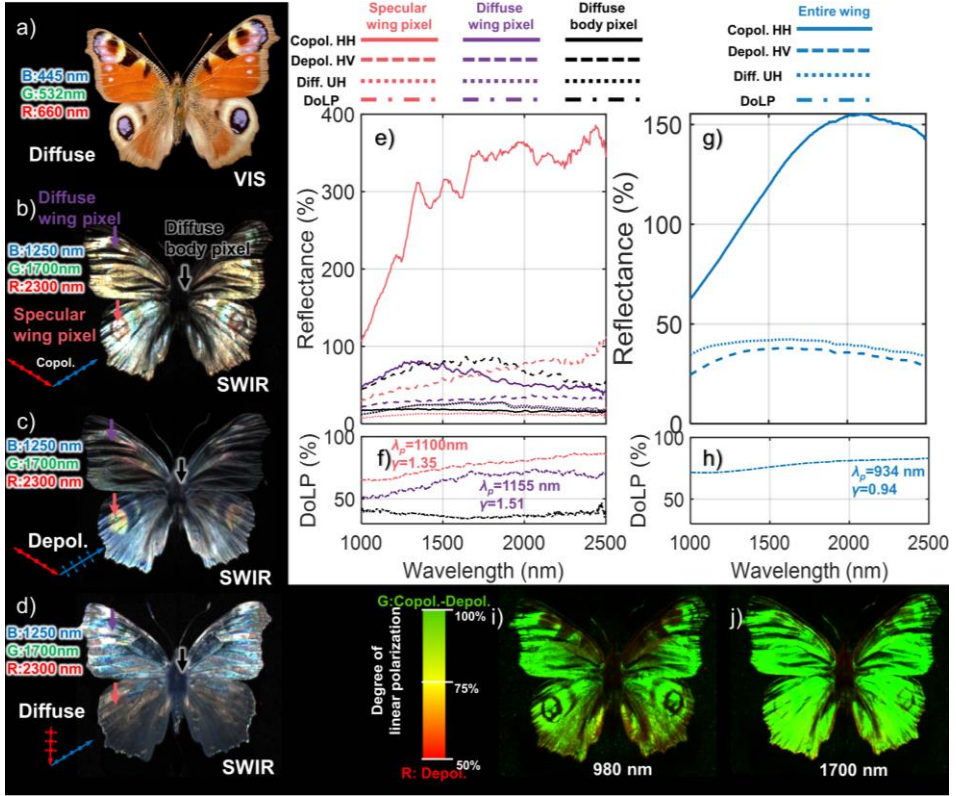 a)
B:445 nm
G:532nm
R:660 nm
Diffuse
VIS
b)
Diffuse
wing pixel
Diffuse
body pixel
B:1250 nm
G:1700nm
R:2300 nm
Specular
wing pixel
Copol.
SWIR
c)
B:1250 nm
G:1700nm
R:2300 nm
Depol.
SWIR
d)
B:1250 nm
G:1700nm
R:2300 nm
Diffuse
SWIR
Specular
wing pixel
Diffuse
wing pixel
Diffuse
body pixel
Copol. HH
Depol. HV
Diff. UH
DoLP
Entire wing
Copol. HH
Depol. HV
Diff. UH
DoLP
e)
400
300
200
100
0
Reflectance (%)
f)
λp=1100nm
γ=1.35
λp=1155 nm
γ=1.51
100
50
DoLP (%)
1000 1500 2000 2500
Wavelength (nm)
g)
150
100
50
0
Reflectance (%)
h)
λp=934 nm
γ=0.94
100
50
DoLP (%)
1000 1500 2000 2500
Wavelength (nm)
G:Copol.-Depol.
100%
75%
50%
Degree of
linear polarization
R: Depol.
i)
980 nm
j)
1700 nm